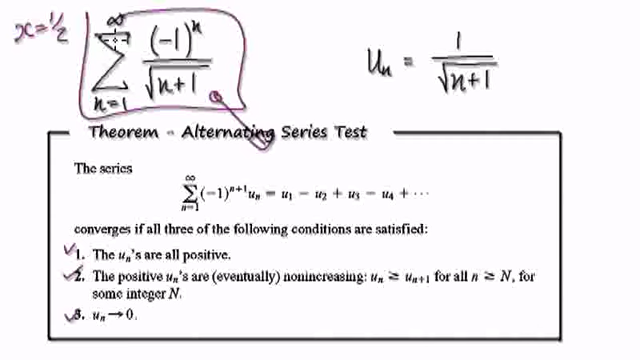 x = 1/2
∞ Σ n=1 (-1)^n / √(n+1)
u_n = 1 / √(n+1)
Theorem - Alternating Series Test
The series
∞ Σ n=1 (-1)^{n+1} u_n = u_1 - u_2 + u_3 - u_4 + ···
converges if all three of the following conditions are satisfied:
1. The u_n's are all positive.
2. The positive u_n's are (eventually) nonincreasing: u_n ≥ u_{n+1} for all n ≥ N, for
some integer N.
3. u_n → 0.